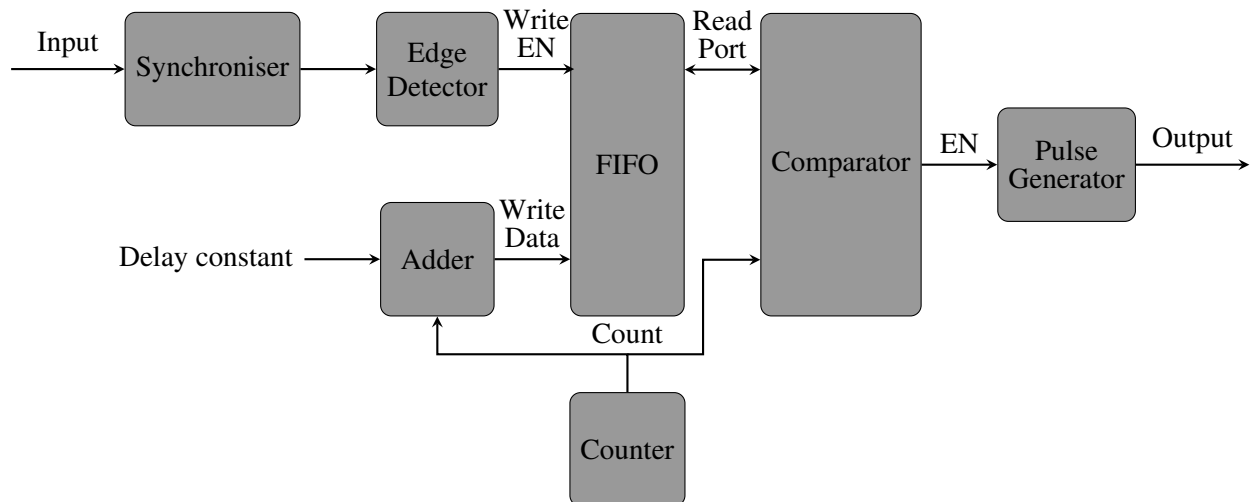 Input
Synchroniser
Edge
Detector
Write
EN
FIFO
Read
Port
Comparator
EN
Pulse
Generator
Output
Delay constant
Adder
Write
Data
Count
Counter